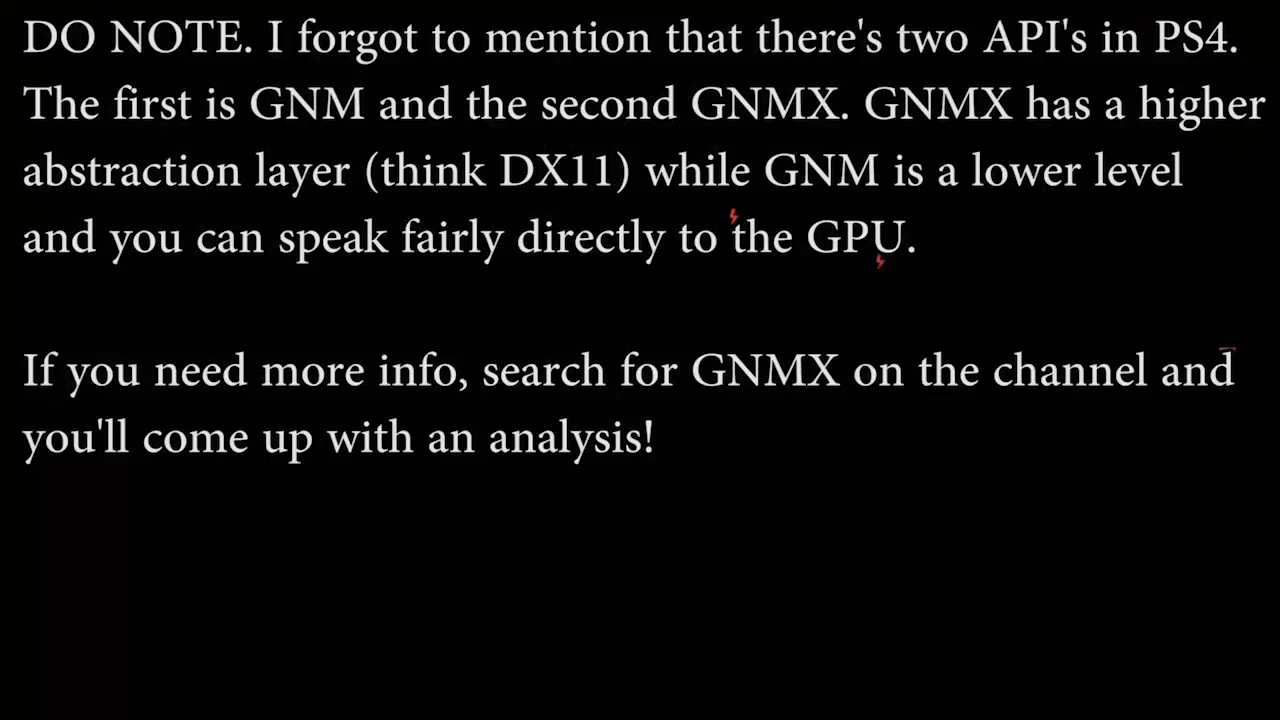 DO NOTE. I forgot to mention that there's two API's in PS4.
The first is GNM and the second GNMX. GNMX has a higher
abstraction layer (think DX11) while GNM is a lower level
and you can speak fairly directly to the GPU.
If you need more info, search for GNMX on the channel and
you'll come up with an analysis!